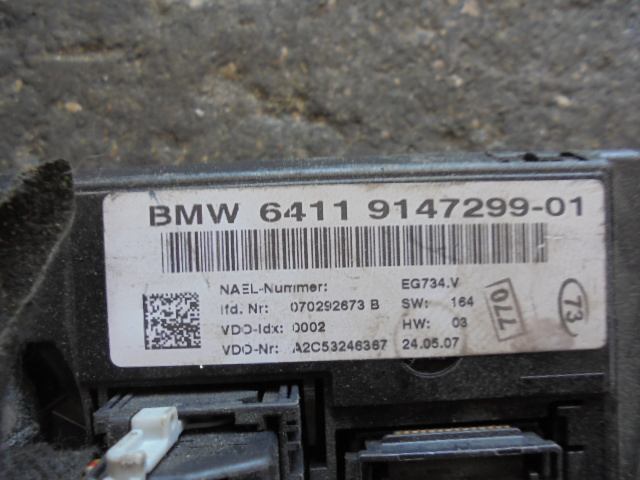 BMW 6411 9147299-01
NAEL-Nummer: EG734.V
lfd. Nr: 070292673 B SW: 164
VDO-Idx: 0002 HW: 03
VDO-Nr: A2C53246367 24.05.07
770
73